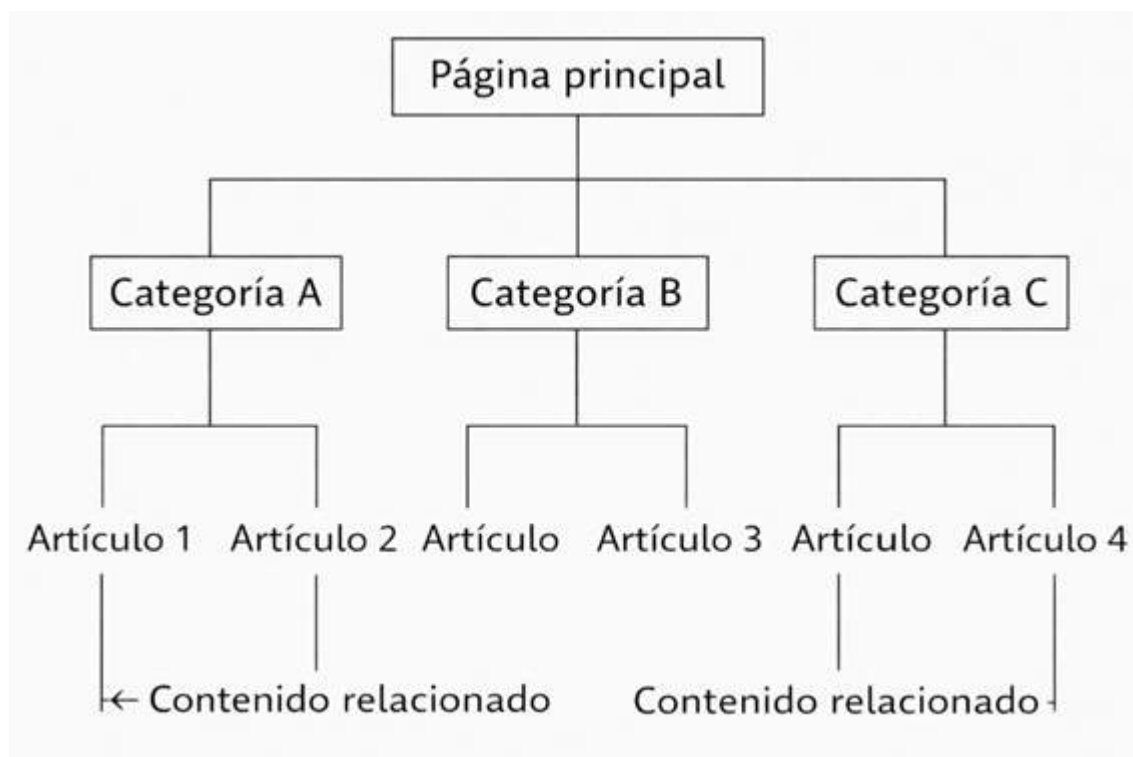 Página principal
Categoría A Categoría B Categoría C
Artículo 1 Artículo 2 Artículo Artículo 3 Artículo Artículo 4
← Contenido relacionado Contenido relacionado